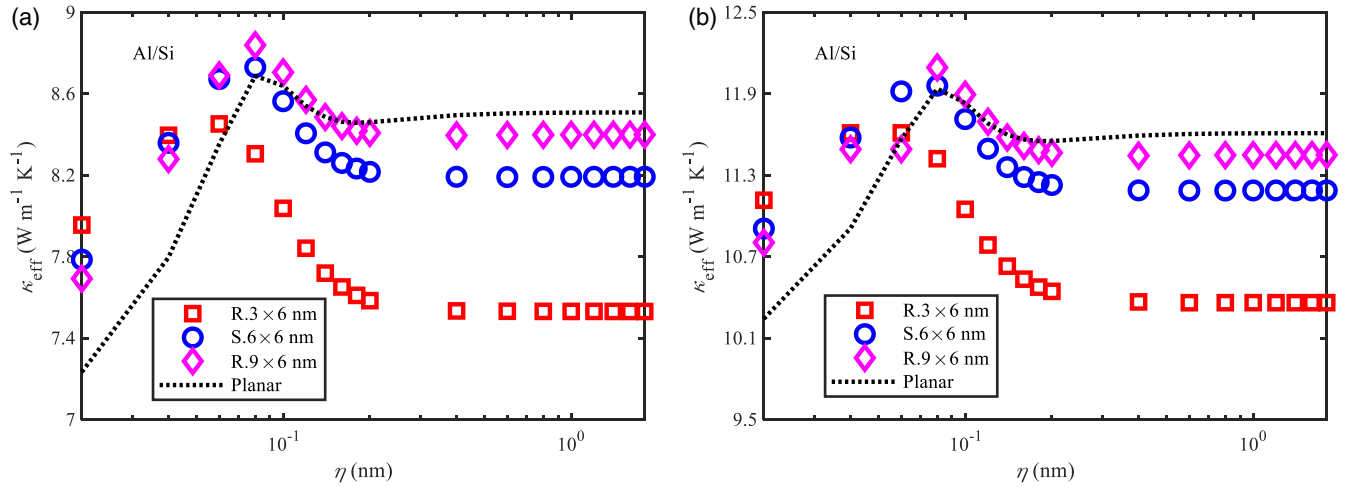 (a)
9
8.6
8.2
7.8
7.4
7
κeff (W m-1 K-1)
Al/Si
R.3×6 nm
S.6×6 nm
R.9×6 nm
Planar
10-1
100
η (nm)
(b)
12.5
11.9
11.3
10.7
10.1
9.5
κeff (W m-1 K-1)
Al/Si
R.3×6 nm
S.6×6 nm
R.9×6 nm
Planar
10-1
100
η (nm)